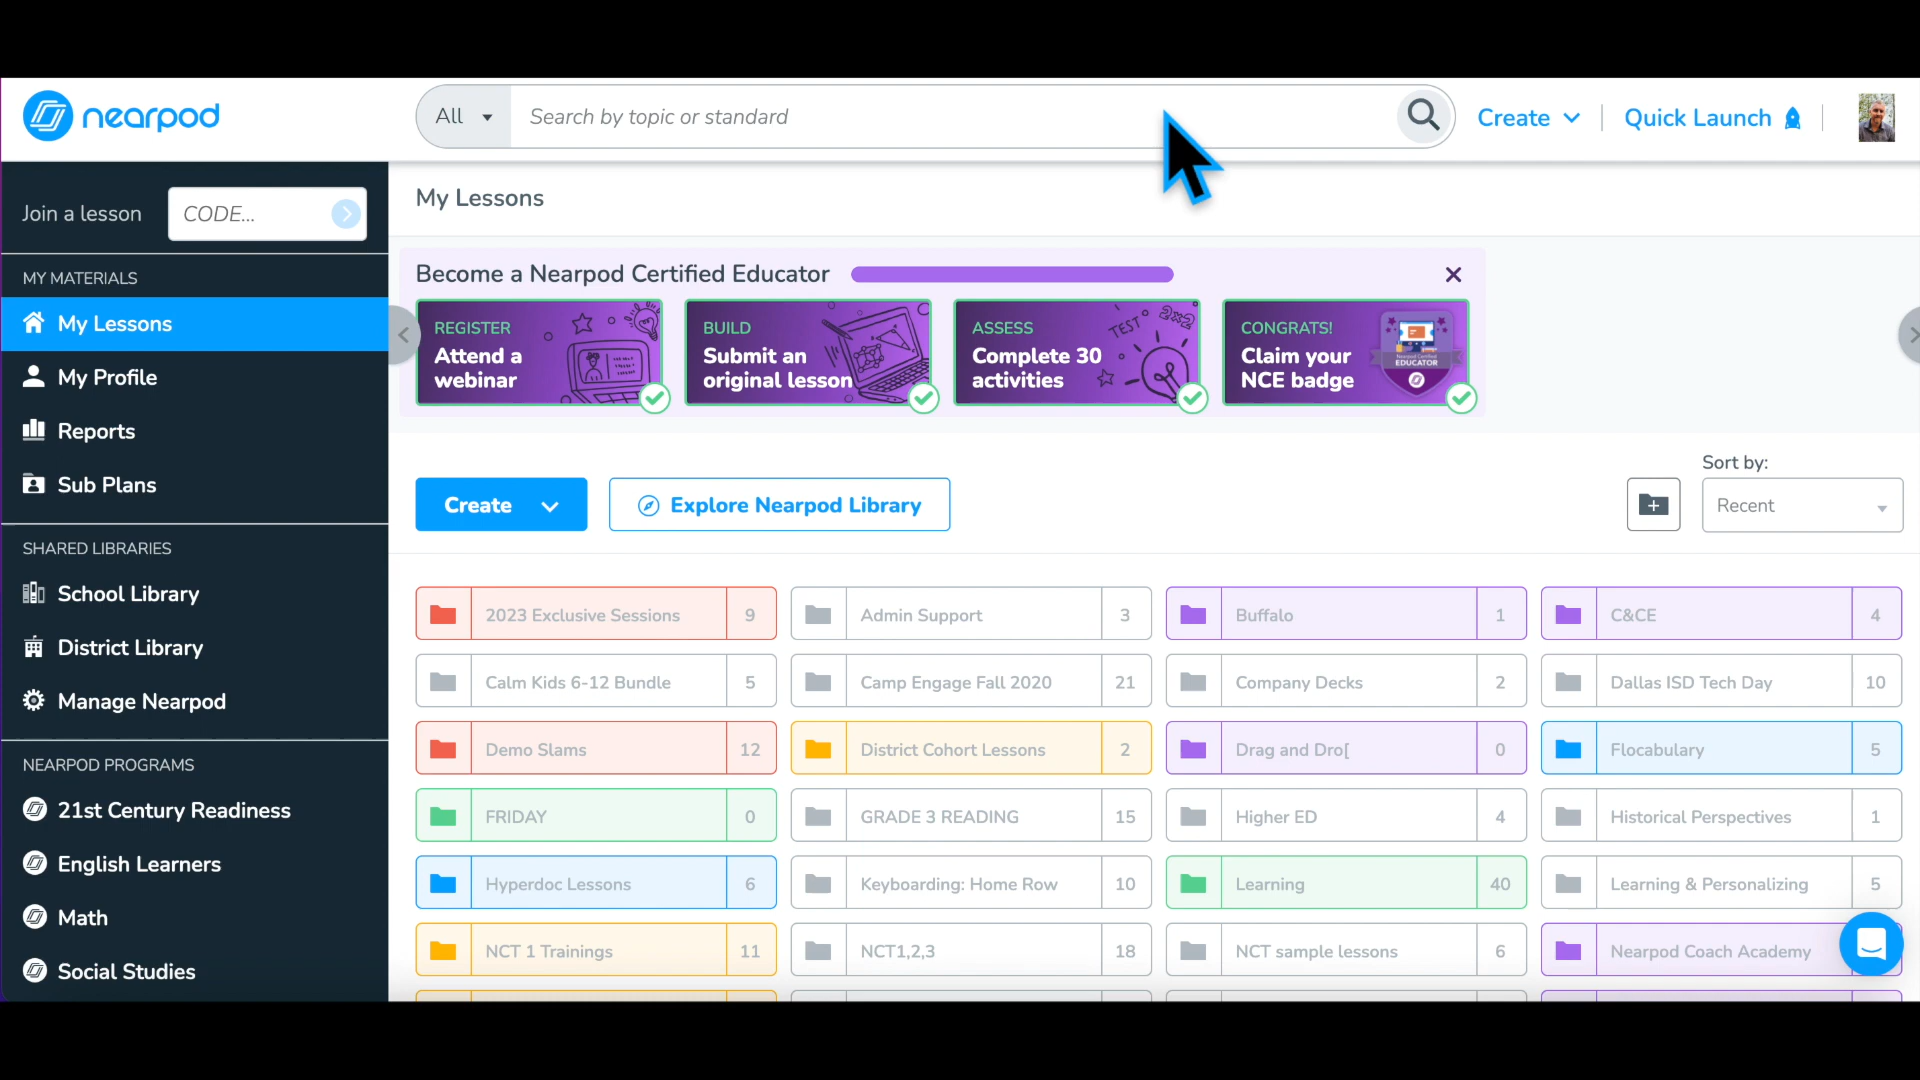 nearpod
All
Search by topic or standard
Create
Quick Launch
Join a lesson
CODE...
MY MATERIALS
My Lessons
My Profile
Reports
Sub Plans
SHARED LIBRARIES
School Library
District Library
Manage Nearpod
NEARPOD PROGRAMS
21st Century Readiness
English Learners
Math
Social Studies
My Lessons
Become a Nearpod Certified Educator
REGISTER
Attend a
webinar
BUILD
Submit an
original lesson
ASSESS
Complete 30
activities
TEST
2x2
CONGRATS!
Claim your
NCE badge
Nearpod Certified
EDUCATOR
Create
Explore Nearpod Library
Sort by:
Recent
2023 Exclusive Sessions 9
Admin Support 3
Buffalo 1
C&CE 4
Calm Kids 6-12 Bundle 5
Camp Engage Fall 2020 21
Company Decks 2
Dallas ISD Tech Day 10
Demo Slams 12
District Cohort Lessons 2
Drag and Dro[ 0
Flocabulary 5
FRIDAY 0
GRADE 3 READING 15
Higher ED 4
Historical Perspectives 1
Hyperdoc Lessons 6
Keyboarding: Home Row 10
Learning 40
Learning & Personalizing 5
NCT 1 Trainings 11
NCT1,2,3 18
NCT sample lessons 6
Nearpod Coach Academy